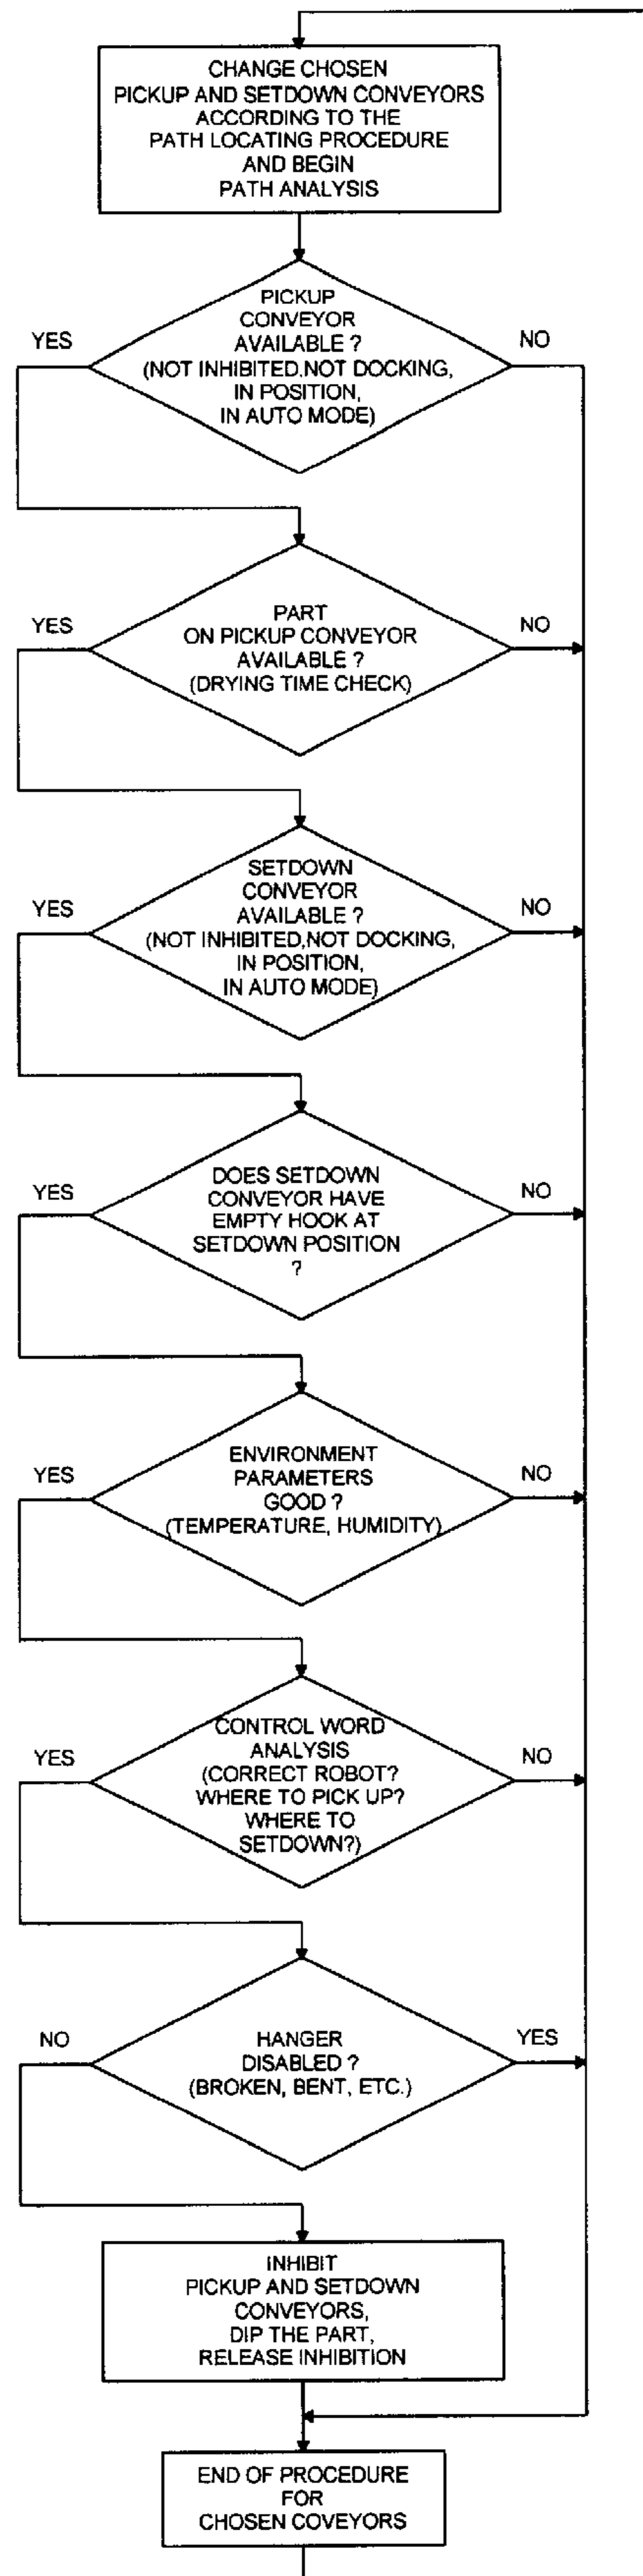 CHANGE CHOSEN
PICKUP AND SETDOWN CONVEYORS
ACCORDING TO THE
PATH LOCATING PROCEDURE
AND BEGIN
PATH ANALYSIS
PICKUP
CONVEYOR
AVAILABLE ?
(NOT INHIBITED,NOT DOCKING,
IN POSITION,
IN AUTO MODE)
YES
NO
PART
ON PICKUP CONVEYOR
AVAILABLE ?
(DRYING TIME CHECK)
YES
NO
SETDOWN
CONVEYOR
AVAILABLE ?
(NOT INHIBITED,NOT DOCKING,
IN POSITION,
IN AUTO MODE)
YES
NO
DOES SETDOWN
CONVEYOR HAVE
EMPTY HOOK AT
SETDOWN POSITION
?
YES
NO
ENVIRONMENT
PARAMETERS
GOOD ?
(TEMPERATURE, HUMIDITY)
YES
NO
CONTROL WORD
ANALYSIS
(CORRECT ROBOT?
WHERE TO PICK UP?
WHERE TO
SETDOWN?)
YES
NO
HANGER
DISABLED ?
(BROKEN, BENT, ETC.)
NO
YES
INHIBIT
PICKUP AND SETDOWN
CONVEYORS,
DIP THE PART,
RELEASE INHIBITION
END OF PROCEDURE
FOR
CHOSEN COVEYORS